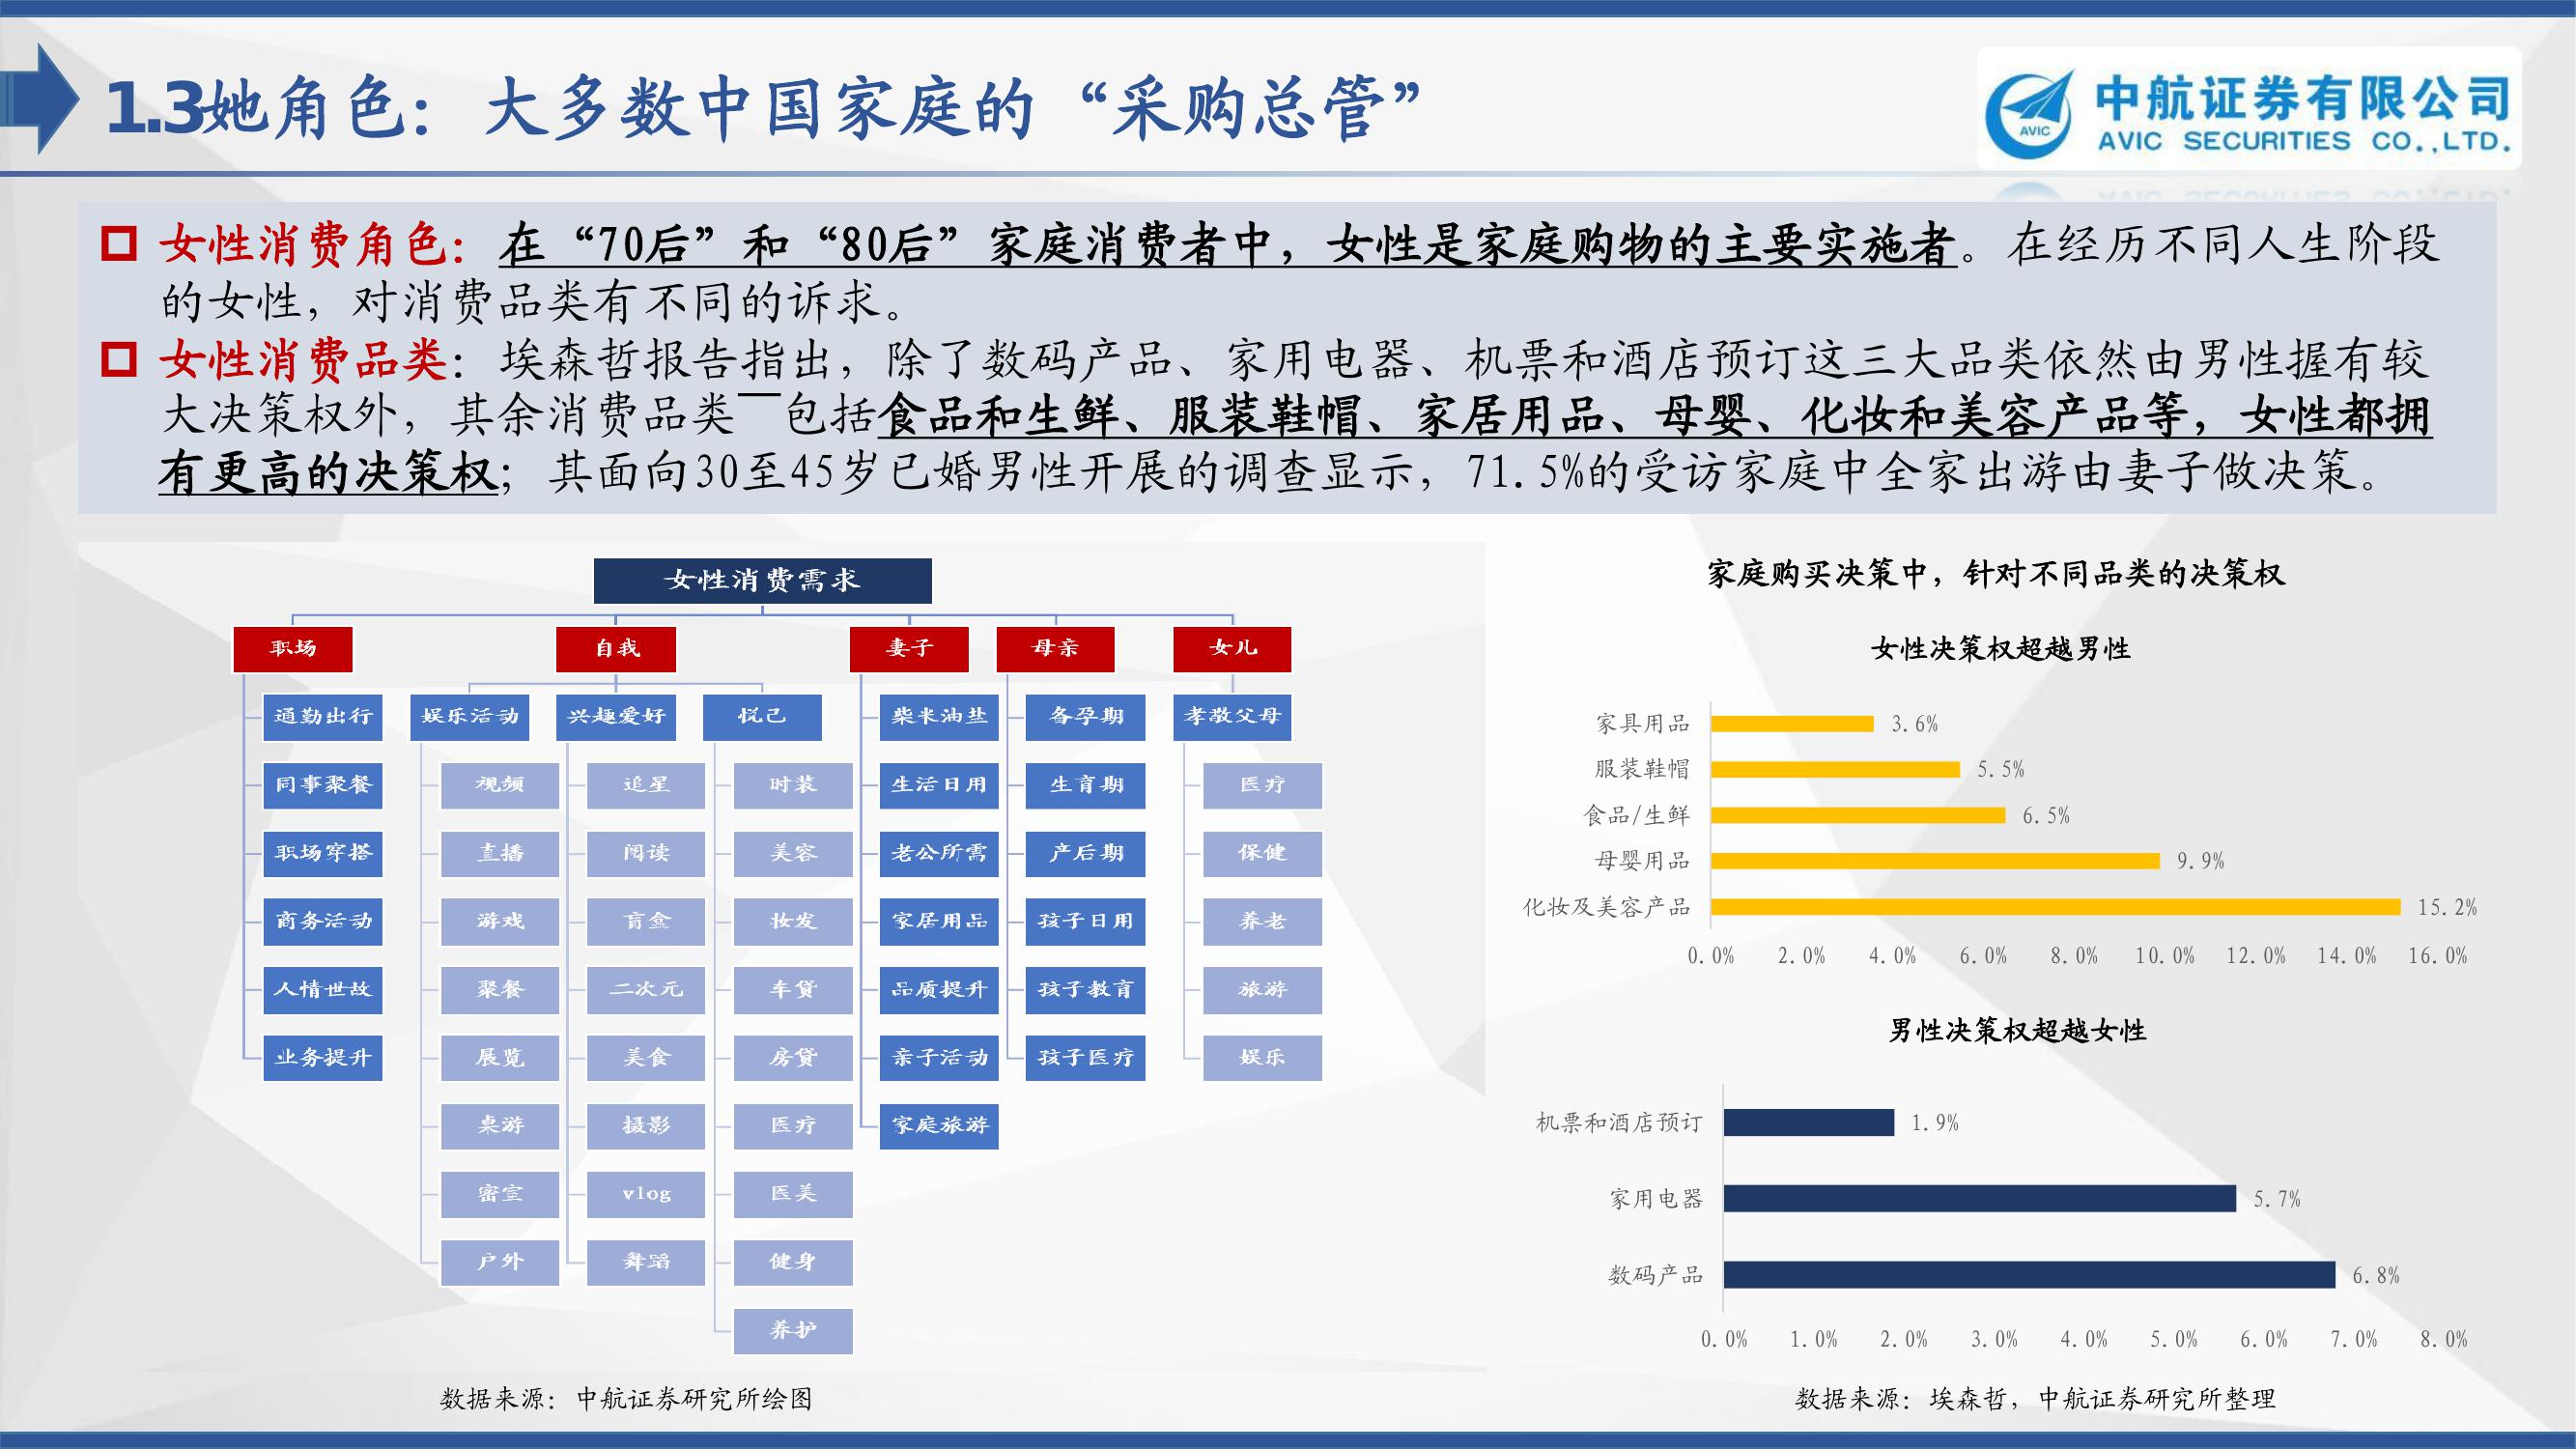 1.3她角色：大多数中国家庭的“采购总管”
中航证券有限公司
AVIC
AVIC SECURITIES CO.,LTD.
女性消费角色：在“70后”和“80后”家庭消费者中，女性是家庭购物的主要实施者。在经历不同人生阶段
的女性，对消费品类有不同的诉求。
女性消费品类：埃森哲报告指出，除了数码产品、家用电器、机票和酒店预订这三大品类依然由男性握有较
大决策权外，其余消费品类——包括食品和生鲜、服装鞋帽、家居用品、母婴、化妆和美容产品等，女性都拥
有更高的决策权；其面向30至45岁已婚男性开展的调查显示，71.5%的受访家庭中全家出游由妻子做决策。
女性消费需求
职场
自我
妻子
母亲
女儿
通勤出行
娱乐活动
兴趣爱好
悦己
柴米油盐
备孕期
孝敬父母
同事聚餐
视频
追星
时装
生活日用
生育期
医疗
职场穿搭
直播
阅读
美容
老公所需
产后期
保健
商务活动
游戏
盲盒
妆发
家居用品
孩子日用
养老
人情世故
聚餐
二次元
车贷
品质提升
孩子教育
旅游
业务提升
展览
美食
房贷
亲子活动
孩子医疗
娱乐
桌游
摄影
医疗
家庭旅游
密室
vlog
医美
户外
舞蹈
健身
养护
数据来源：中航证券研究所绘图
家庭购买决策中，针对不同品类的决策权
女性决策权超越男性
家具用品 3.6%
服装鞋帽 5.5%
食品/生鲜 6.5%
母婴用品 9.9%
化妆及美容产品 15.2%
0.0% 2.0% 4.0% 6.0% 8.0% 10.0% 12.0% 14.0% 16.0%
男性决策权超越女性
机票和酒店预订 1.9%
家用电器 5.7%
数码产品 6.8%
0.0% 1.0% 2.0% 3.0% 4.0% 5.0% 6.0% 7.0% 8.0%
数据来源：埃森哲，中航证券研究所整理